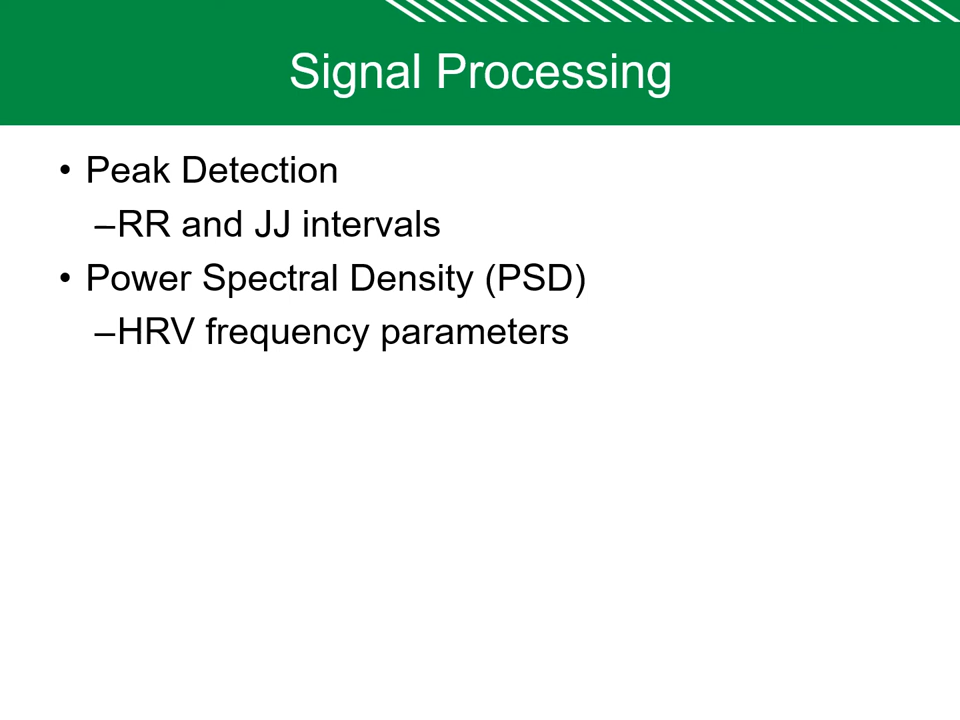 Signal Processing
• Peak Detection
–RR and JJ intervals
• Power Spectral Density (PSD)
–HRV frequency parameters